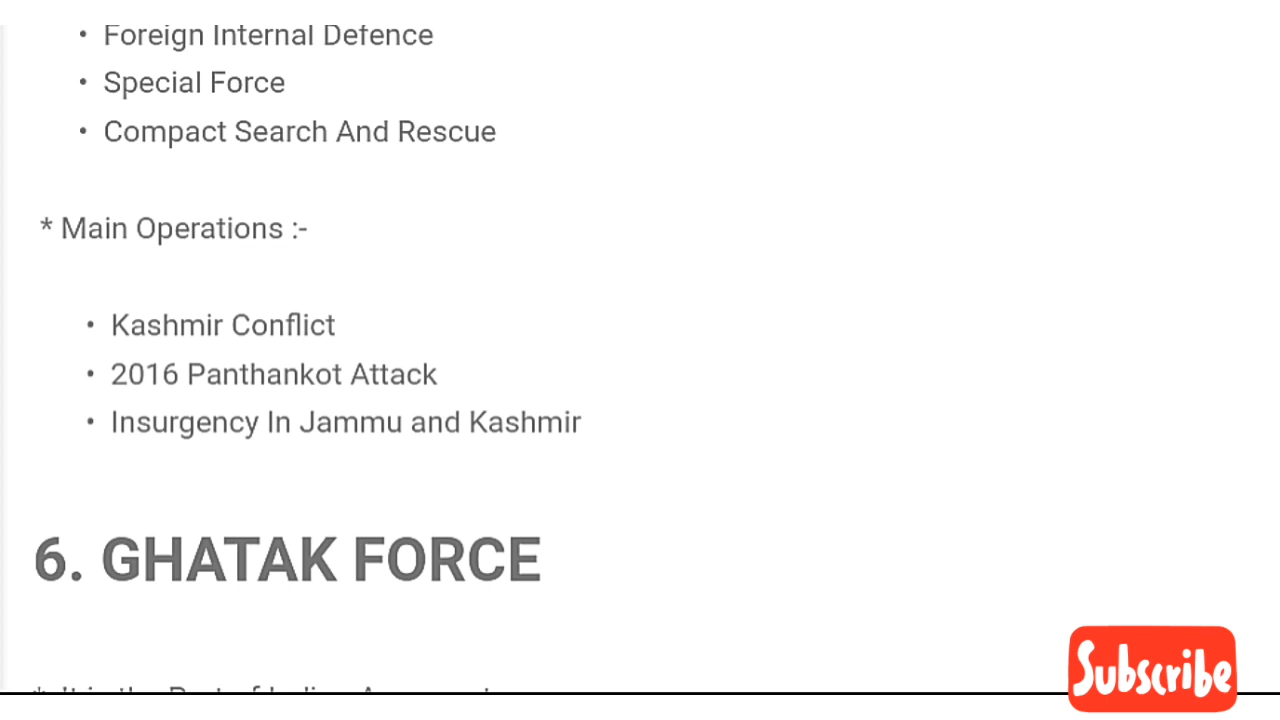 • Foreign Internal Defence
• Special Force
• Compact Search And Rescue
* Main Operations :-
• Kashmir Conflict
• 2016 Panthankot Attack
• Insurgency In Jammu and Kashmir
6. GHATAK FORCE
Subscribe